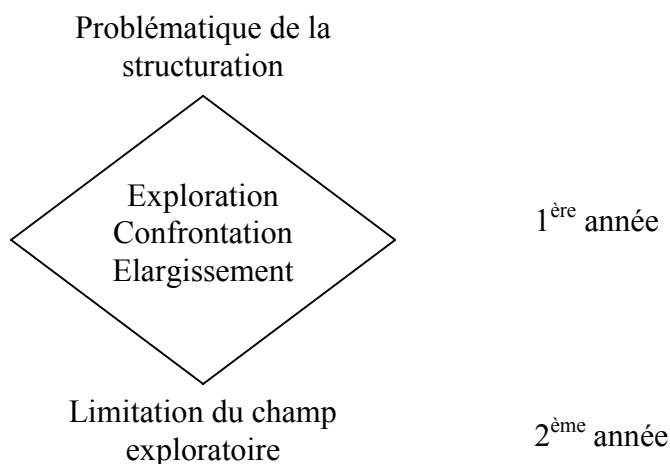 Problématique de la
structuration
Exploration
Confrontation
Elargissement
1ère année
Limitation du champ
exploratoire
2ème année